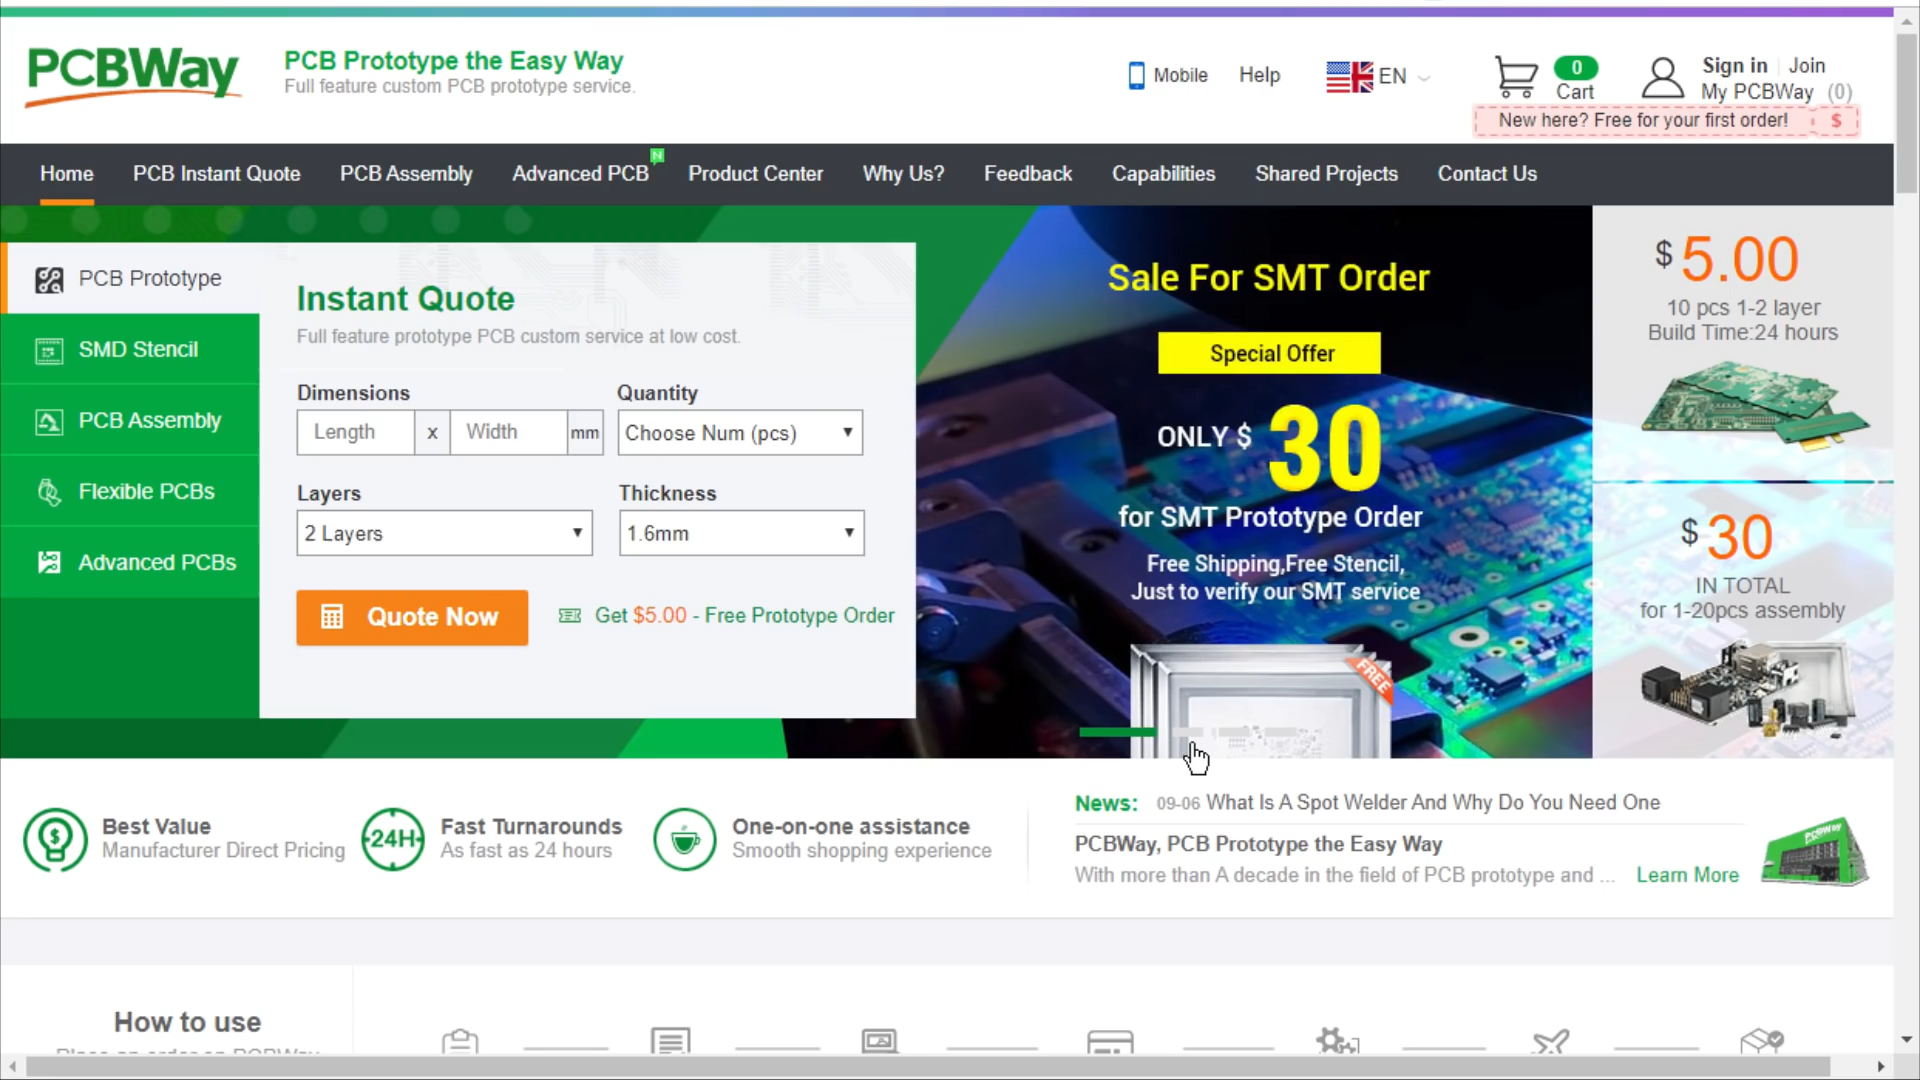 PCBWay
PCB Prototype the Easy Way
Full feature custom PCB prototype service.
Mobile
Help
EN
0
Cart
Sign in
Join
My PCBWay (0)
New here? Free for your first order!
$
Home
PCB Instant Quote
PCB Assembly
Advanced PCB
N
Product Center
Why Us?
Feedback
Capabilities
Shared Projects
Contact Us
PCB Prototype
SMD Stencil
PCB Assembly
Flexible PCBs
Advanced PCBs
Instant Quote
Full feature prototype PCB custom service at low cost.
Dimensions
Quantity
Length
x
Width
mm
Choose Num (pcs)
Layers
Thickness
2 Layers
1.6mm
Quote Now
Get $5.00 - Free Prototype Order
Sale For SMT Order
Special Offer
ONLY $ 30
for SMT Prototype Order
Free Shipping,Free Stencil,
Just to verify our SMT service
FREE
$ 5.00
10 pcs 1-2 layer
Build Time:24 hours
$ 30
IN TOTAL
for 1-20pcs assembly
Best Value
Manufacturer Direct Pricing
24H
Fast Turnarounds
As fast as 24 hours
One-on-one assistance
Smooth shopping experience
News: 09-06 What Is A Spot Welder And Why Do You Need One
PCBWay, PCB Prototype the Easy Way
With more than A decade in the field of PCB prototype and ... Learn More
PCBWay
How to use